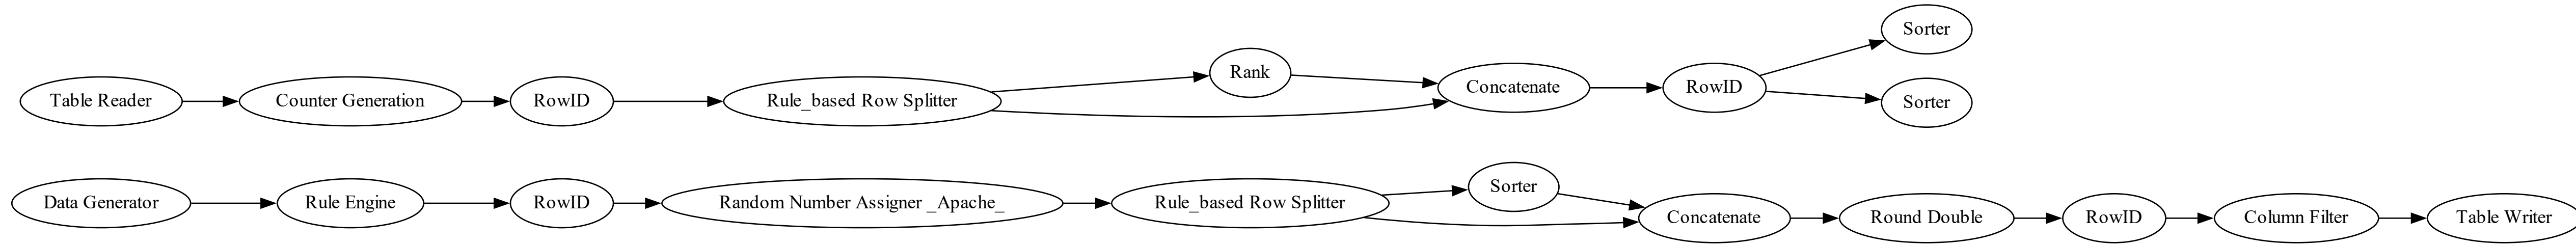 Sorter
Rank
Table Reader
Counter Generation
RowID
Rule_based Row Splitter
Concatenate
RowID
Sorter
Sorter
Data Generator
Rule Engine
RowID
Random Number Assigner _Apache_
Rule_based Row Splitter
Concatenate
Round Double
RowID
Column Filter
Table Writer